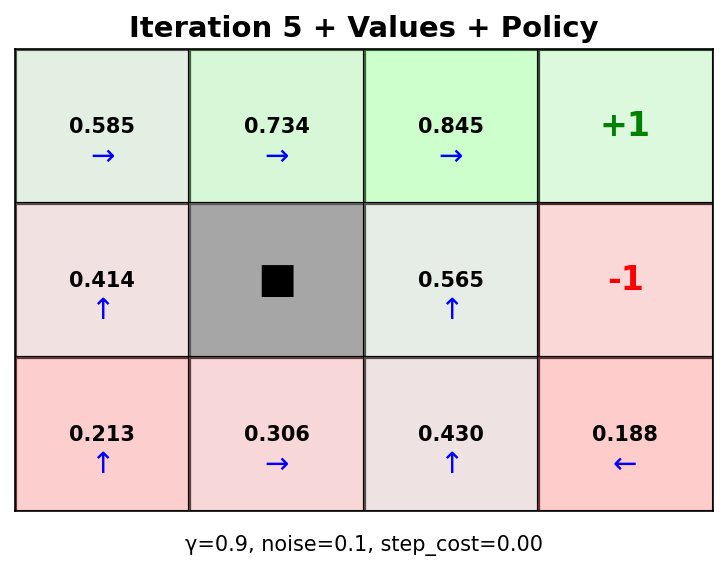 Iteration 5 + Values + Policy
0.585 0.734 0.845 +1
→ → →
0.414 ■ 0.565 -1
↑ ↑
0.213 0.306 0.430 0.188
↑ → ↑ ←
γ=0.9, noise=0.1, step_cost=0.00